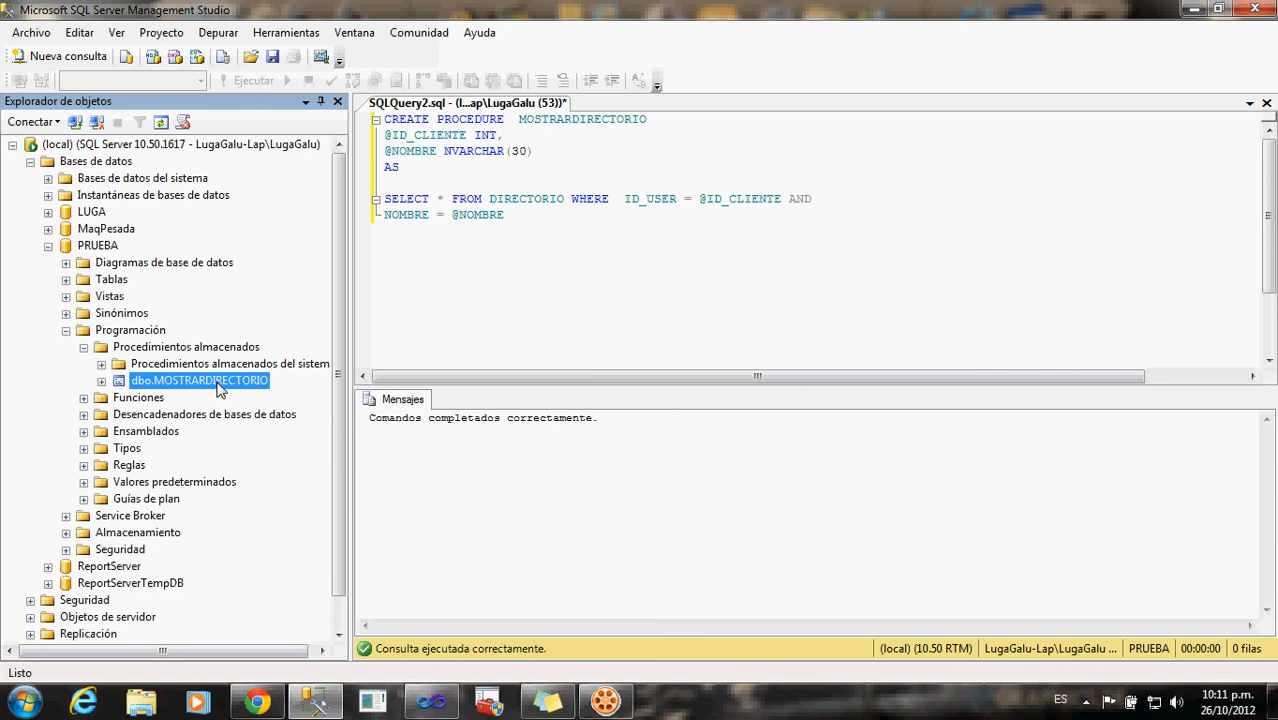 Microsoft SQL Server Management Studio
Archivo Editar Ver Proyecto Depurar Herramientas Ventana Comunidad Ayuda
Nueva consulta
Ejecutar
Explorador de objetos
SQLQuery2.sql - (l...ap\LugaGalu (53))*
Conectar
(local) (SQL Server 10.50.1617 - LugaGalu-Lap\LugaGalu)
Bases de datos
Bases de datos del sistema
Instantáneas de bases de datos
LUGA
MaqPesada
PRUEBA
Diagramas de base de datos
Tablas
Vistas
Sinónimos
Programación
Procedimientos almacenados
Procedimientos almacenados del sistem
dbo.MOSTRARDIRECTORIO
Funciones
Desencadenadores de bases de datos
Ensamblados
Tipos
Reglas
Valores predeterminados
Guías de plan
Service Broker
Almacenamiento
Seguridad
ReportServer
ReportServerTempDB
Seguridad
Objetos de servidor
Replicación
CREATE PROCEDURE MOSTRARDIRECTORIO
@ID_CLIENTE INT,
@NOMBRE NVARCHAR(30)
AS
SELECT * FROM DIRECTORIO WHERE ID_USER = @ID_CLIENTE AND
NOMBRE = @NOMBRE
Mensajes
Comandos completados correctamente.
Consulta ejecutada correctamente. (local) (10.50 RTM) LugaGalu-Lap\LugaGalu ... PRUEBA 00:00:00 0 filas
Listo
ES
10:11 p.m.
26/10/2012